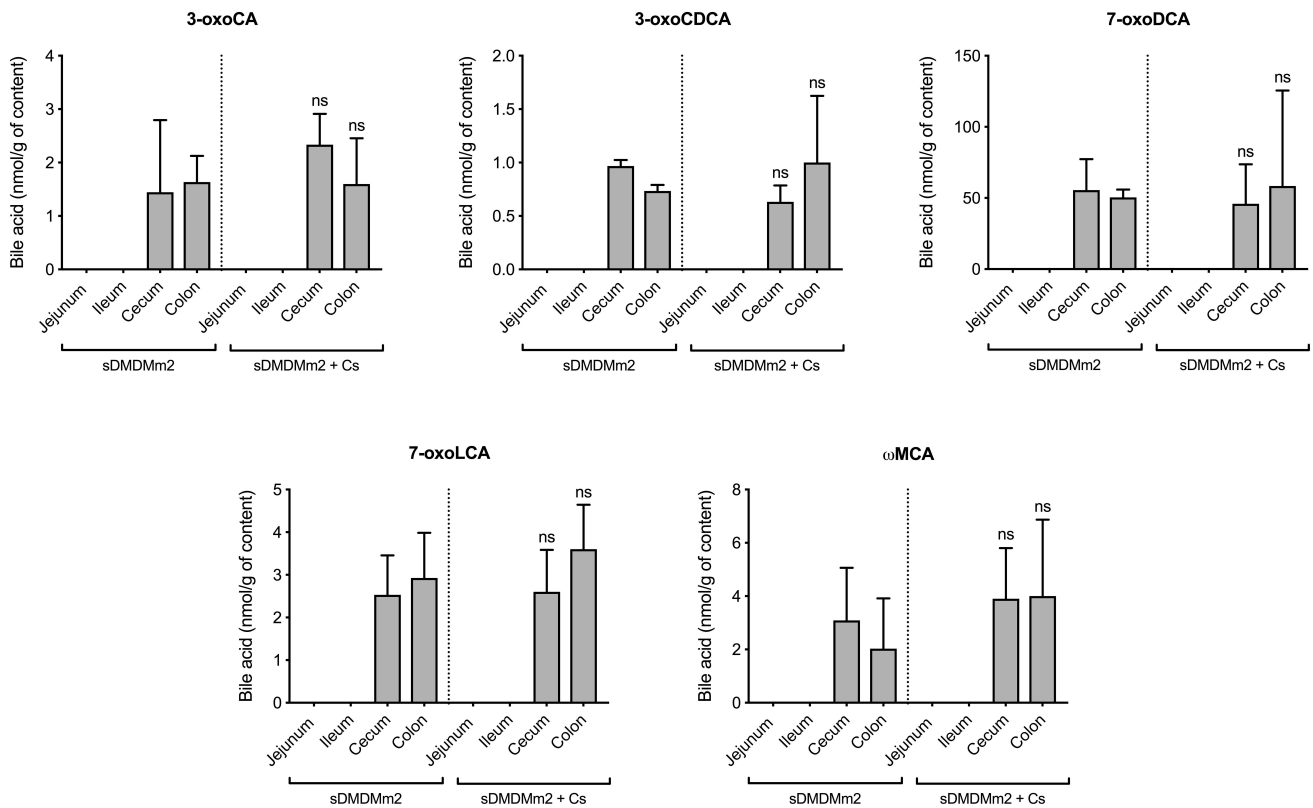 3-oxoCA
Bile acid (nmol/g of content)
4
3
2
1
0
ns
ns
Jejunum Ileum Cecum Colon Jejunum Ileum Cecum Colon
sDMDMm2 sDMDMm2 + Cs
3-oxoCDCA
Bile acid (nmol/g of content)
2.0
1.5
1.0
0.5
0.0
ns
ns
Jejunum Ileum Cecum Colon Jejunum Ileum Cecum Colon
sDMDMm2 sDMDMm2 + Cs
7-oxoDCA
Bile acid (nmol/g of content)
150
100
50
0
ns
ns
Jejunum Ileum Cecum Colon Jejunum Ileum Cecum Colon
sDMDMm2 sDMDMm2 + Cs
7-oxoLCA
Bile acid (nmol/g of content)
5
4
3
2
1
0
ns
ns
Jejunum Ileum Cecum Colon Jejunum Ileum Cecum Colon
sDMDMm2 sDMDMm2 + Cs
ωMCA
Bile acid (nmol/g of content)
8
6
4
2
0
ns
ns
Jejunum Ileum Cecum Colon Jejunum Ileum Cecum Colon
sDMDMm2 sDMDMm2 + Cs